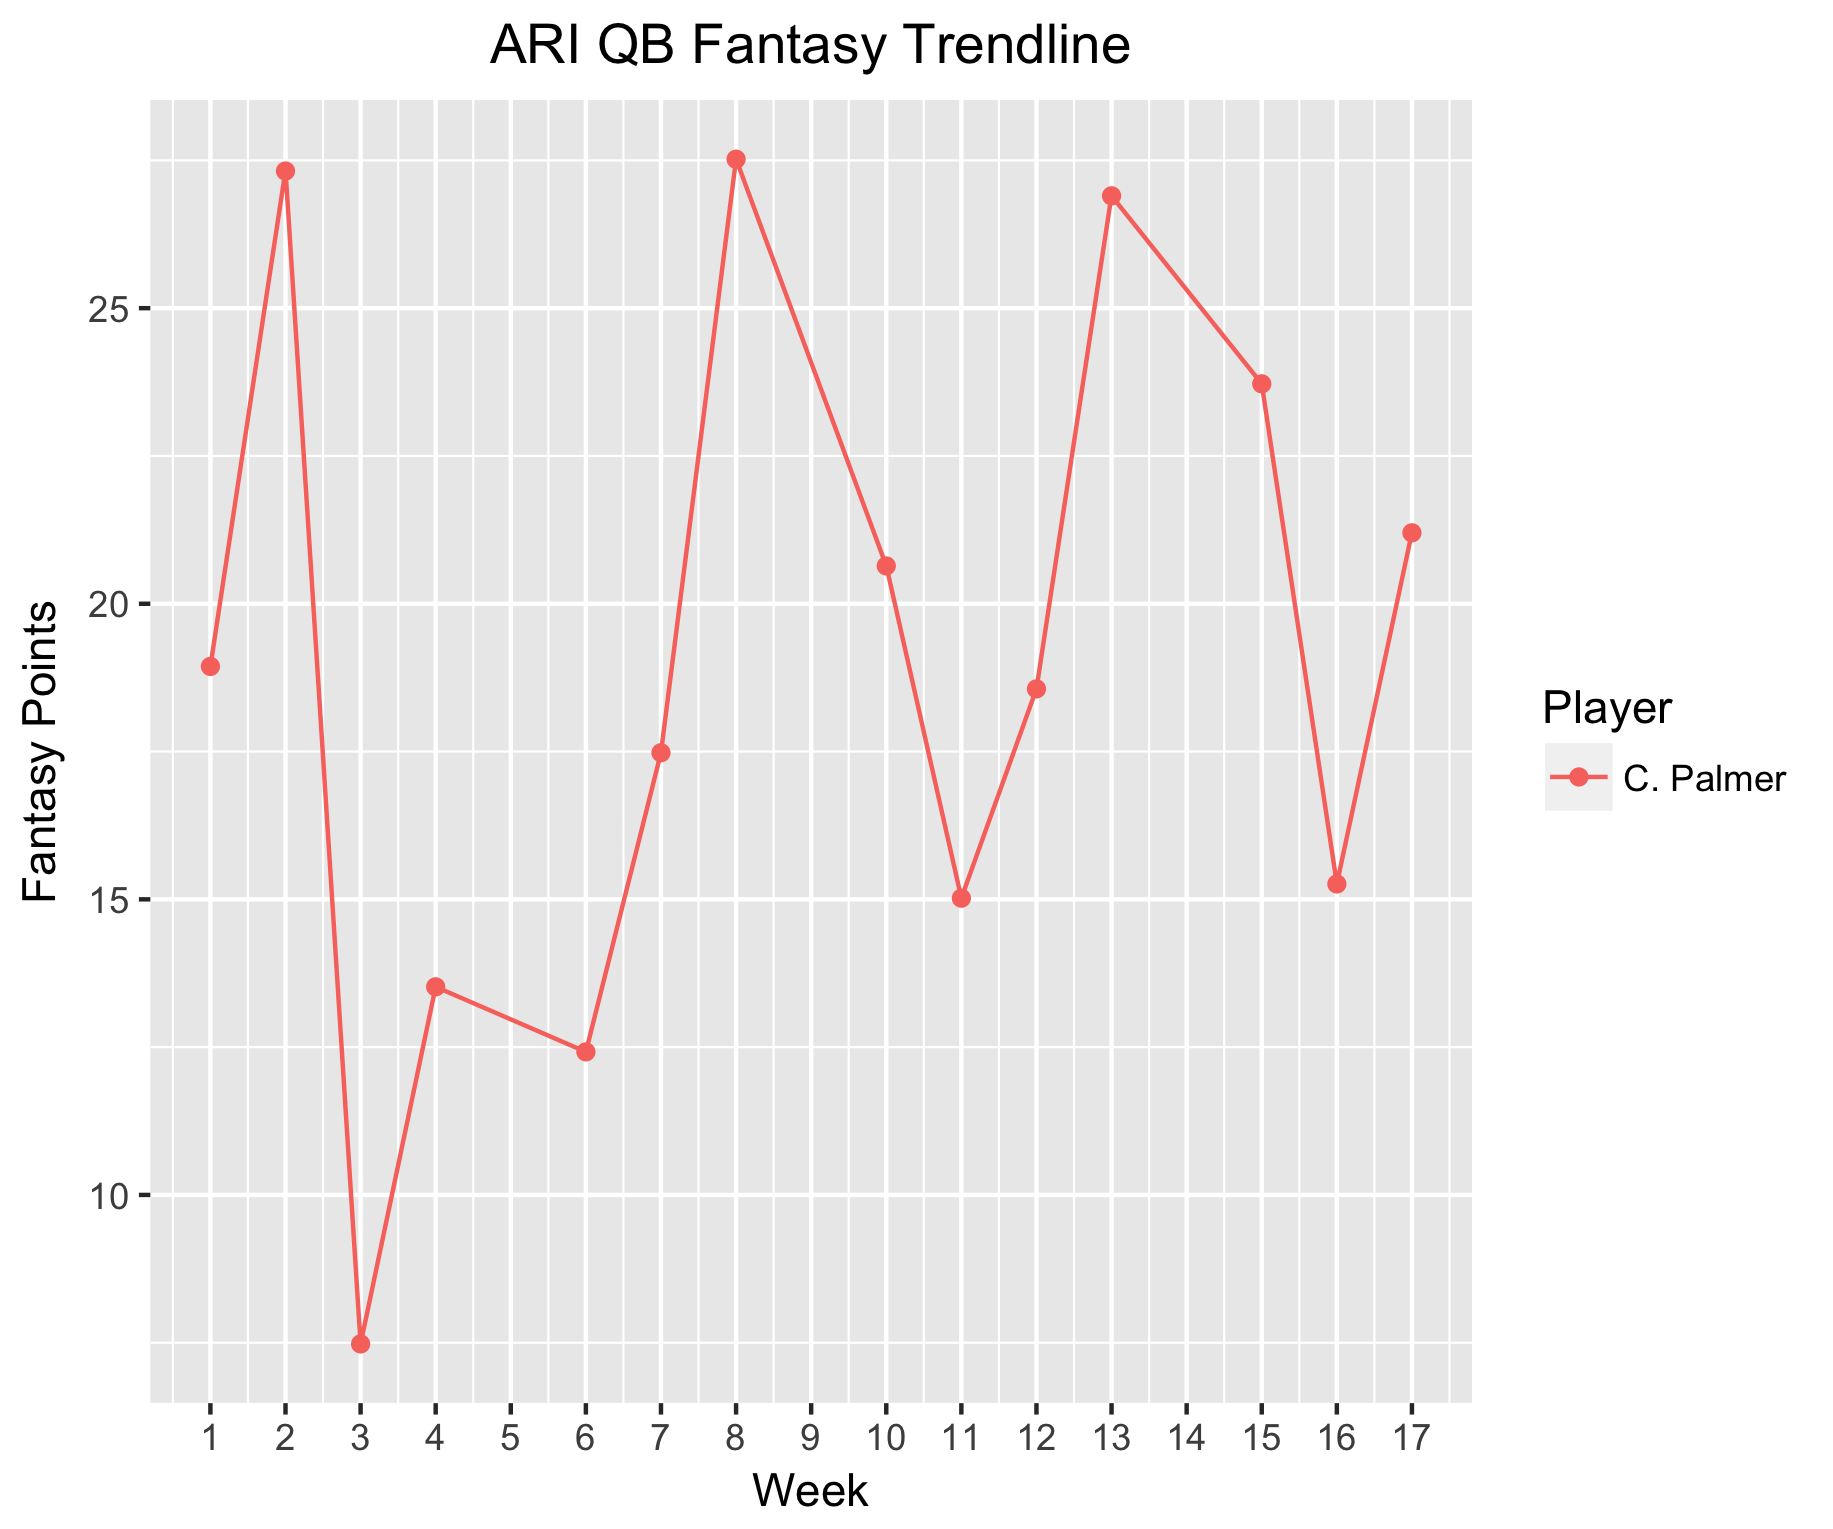 ARI QB Fantasy Trendline
Fantasy Points
25
20
15
10
1 2 3 4 5 6 7 8 9 10 11 12 13 14 15 16 17
Week
Player
C. Palmer